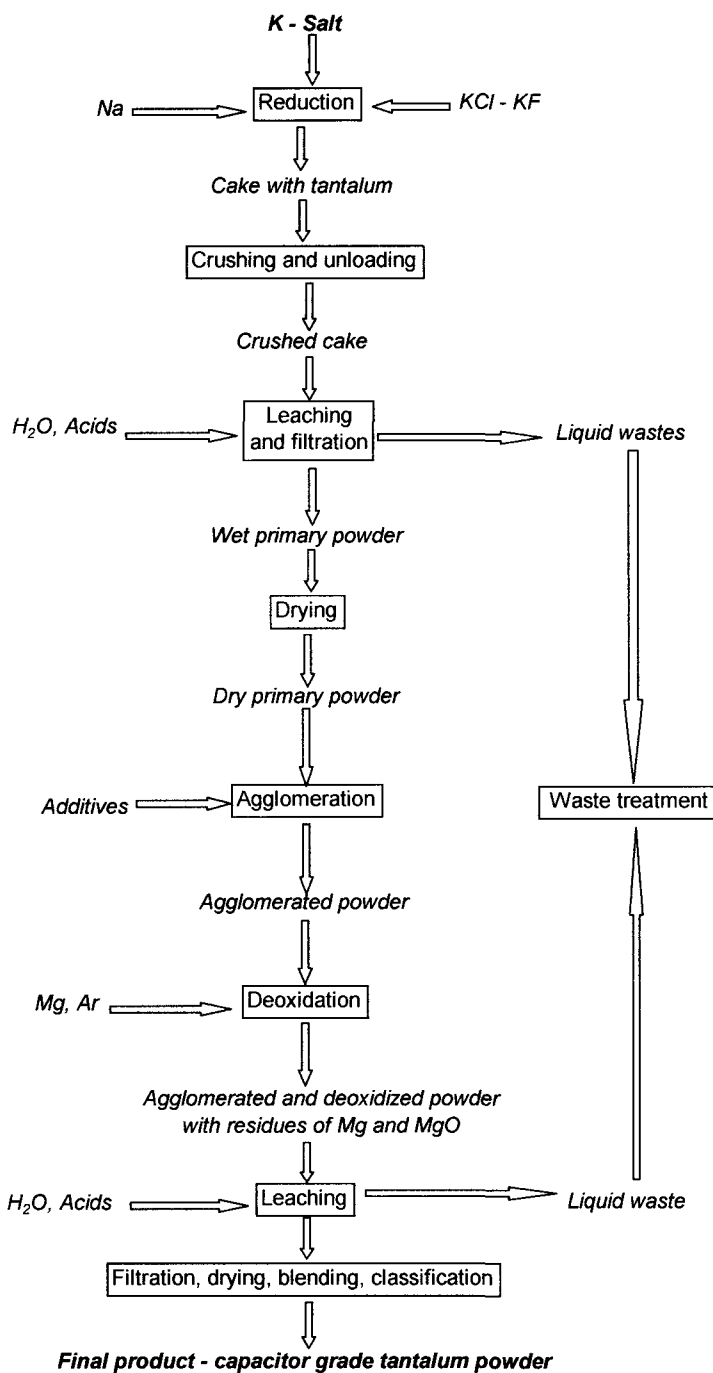 K - Salt
Reduction
Na
KCl - KF
Cake with tantalum
Crushing and unloading
Crushed cake
H₂O, Acids
Leaching
and filtration
Liquid wastes
Wet primary powder
Drying
Dry primary powder
Additives
Agglomeration
Waste treatment
Agglomerated powder
Mg, Ar
Deoxidation
Agglomerated and deoxidized powder
with residues of Mg and MgO
H₂O, Acids
Leaching
Liquid waste
Filtration, drying, blending, classification
Final product - capacitor grade tantalum powder